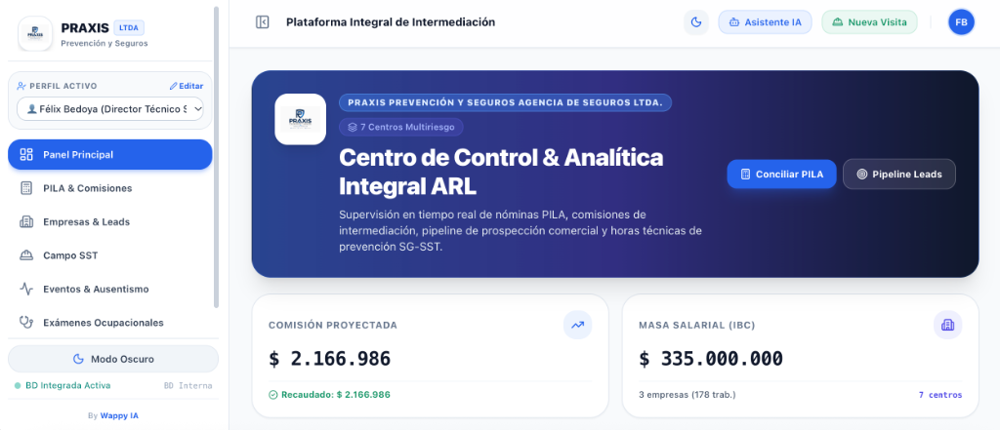 PRAXIS LTDA
Prevención y Seguros
PERFIL ACTIVO Editar
Félix Bedoya (Director Técnico S
Panel Principal
PILA & Comisiones
Empresas & Leads
Campo SST
Eventos & Ausentismo
Exámenes Ocupacionales
Modo Oscuro
BD Integrada Activa BD Interna
By Wappy IA
Plataforma Integral de Intermediación
Asistente IA
Nueva Visita
FB
PRAXIS
PRAXIS PREVENCIÓN Y SEGUROS AGENCIA DE SEGUROS LTDA.
7 Centros Multiriesgo
Centro de Control & Analítica
Integral ARL
Supervisión en tiempo real de nóminas PILA, comisiones de
intermediación, pipeline de prospección comercial y horas técnicas de
prevención SG-SST.
Conciliar PILA
Pipeline Leads
COMISIÓN PROYECTADA
$ 2.166.986
Recaudado: $ 2.166.986
MASA SALARIAL (IBC)
$ 335.000.000
3 empresas (178 trab.) 7 centros